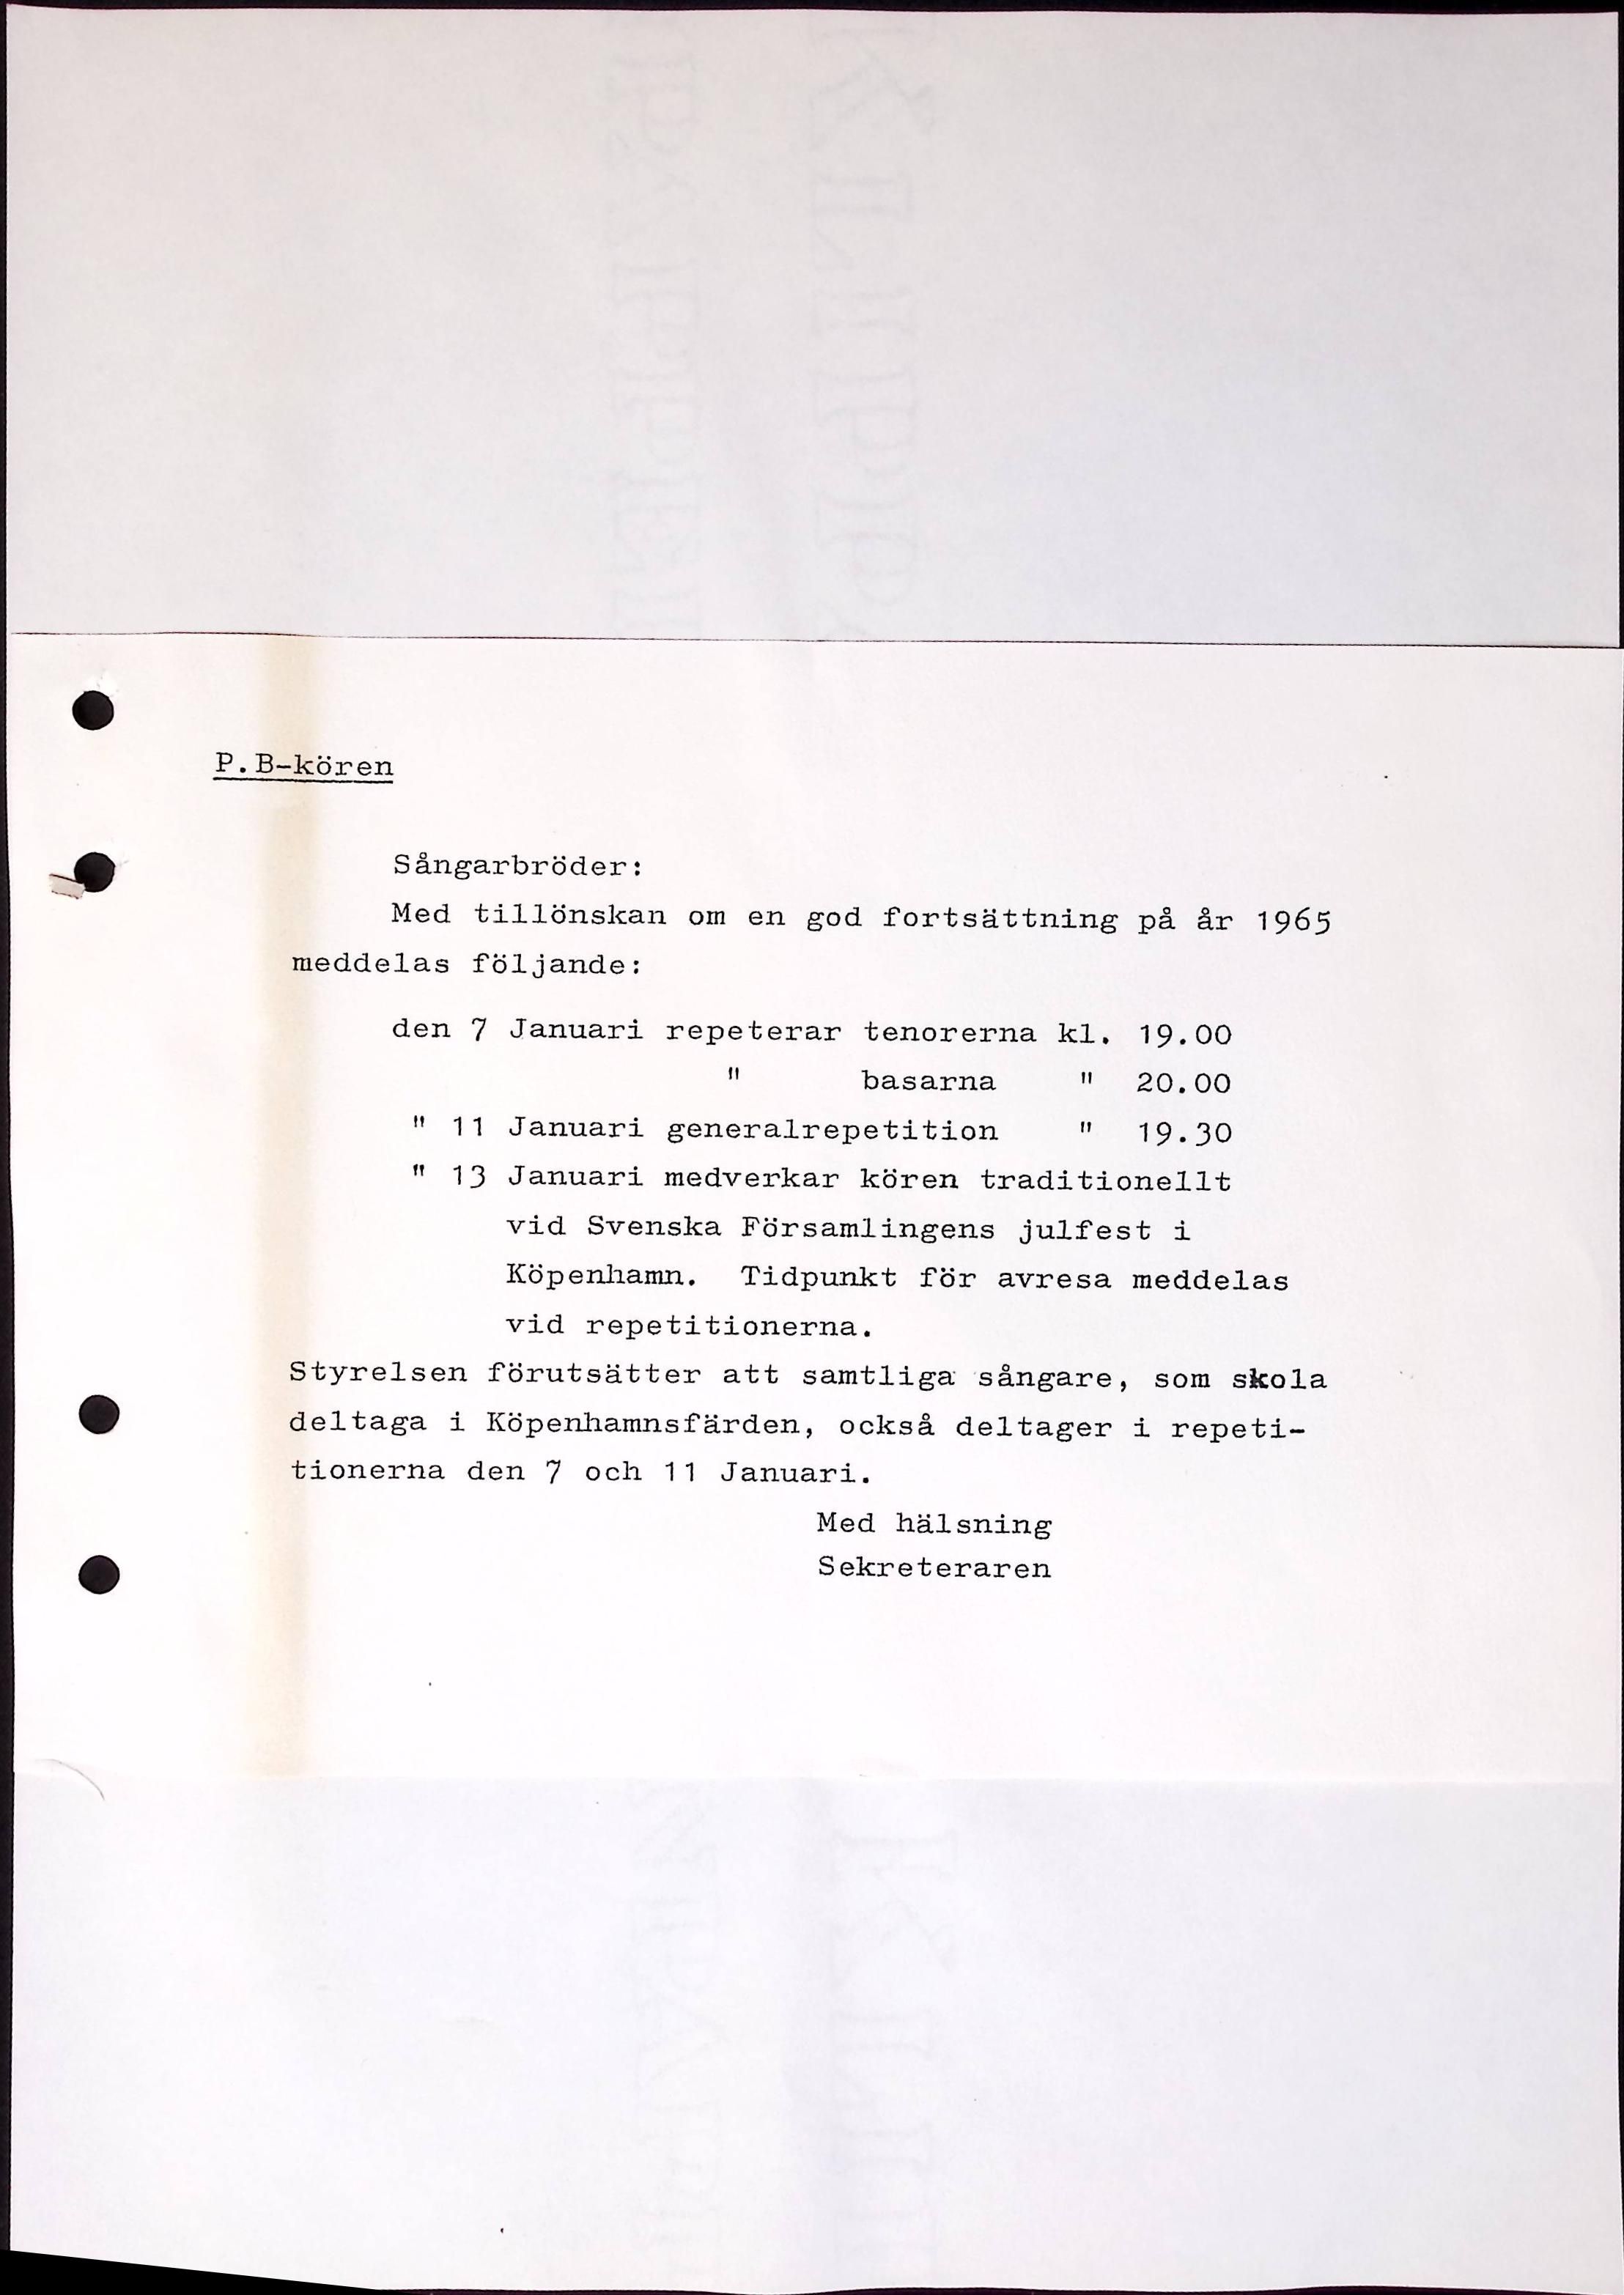 P.B-kören
Sångarbröder:
Med tillönskan om en god fortsättning på år 1965
meddelas följande:
den 7 Januari repeterar tenorerna kl. 19.00
" basarna " 20.00
" 11 Januari generalrepetition " 19.30
" 13 Januari medverkar kören traditionellt
vid Svenska Församlingens julfest i
Köpenhamn. Tidpunkt för avresa meddelas
vid repetitionerna.
Styrelsen förutsätter att samtliga sångare, som skola
deltaga i Köpenhamnsfärden, också deltager i repeti-
tionerna den 7 och 11 Januari.
Med hälsning
Sekreteraren